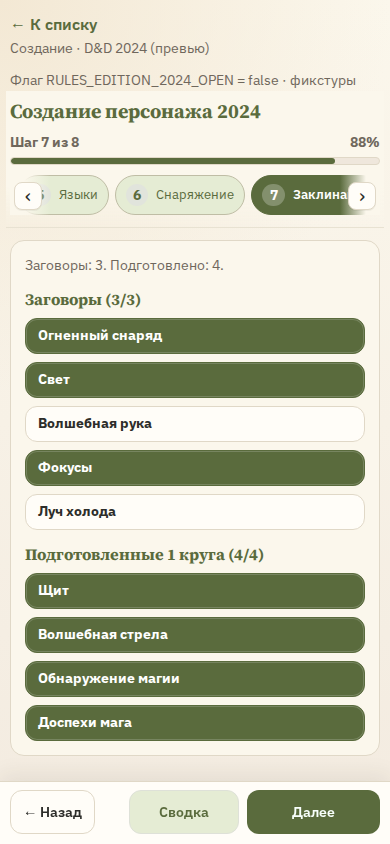 ← К списку
Создание · D&D 2024 (превью)
Флаг RULES_EDITION_2024_OPEN = false · фикстуры
Создание персонажа 2024
Шаг 7 из 8
88%
‹ Языки 6 Снаряжение 7 Заклина ›
Заговоры: 3. Подготовлено: 4.
Заговоры (3/3)
Огненный снаряд
Свет
Волшебная рука
Фокусы
Луч холода
Подготовленные 1 круга (4/4)
Щит
Волшебная стрела
Обнаружение магии
Доспехи мага
← Назад
Сводка
Далее